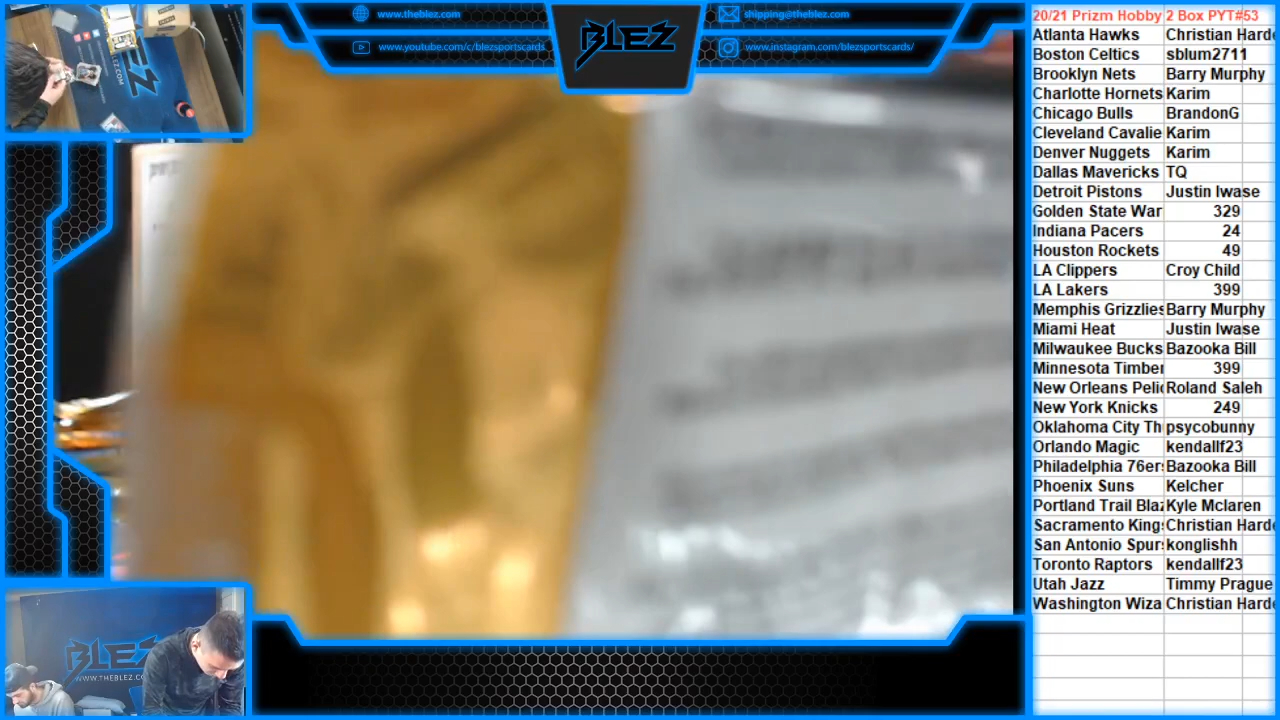 www.theblez.com
www.youtube.com/c/blezsportscards
BLEZ
shipping@theblez.com
www.instagram.com/blezsportscards/
20/21 Prizm Hobby 2 Box PYT#53
Atlanta Hawks Christian Hard
Boston Celtics sblum2711
Brooklyn Nets Barry Murphy
Charlotte Hornets Karim
Chicago Bulls BrandonG
Cleveland Cavalie Karim
Denver Nuggets Karim
Dallas Mavericks TQ
Detroit Pistons Justin Iwase
Golden State War 329
Indiana Pacers 24
Houston Rockets 49
LA Clippers Croy Child
LA Lakers 399
Memphis Grizzlies Barry Murphy
Miami Heat Justin Iwase
Milwaukee Bucks Bazooka Bill
Minnesota Timber 399
New Orleans Peli Roland Saleh
New York Knicks 249
Oklahoma City Th psycobunny
Orlando Magic kendallf23
Philadelphia 76er Bazooka Bill
Phoenix Suns Kelcher
Portland Trail Blaz Kyle Mclaren
Sacramento King Christian Hard
San Antonio Spur konglishh
Toronto Raptors kendallf23
Utah Jazz Timmy Prague
Washington Wiza Christian Hard
BLEZ
WWW.THEBLEZ.COM